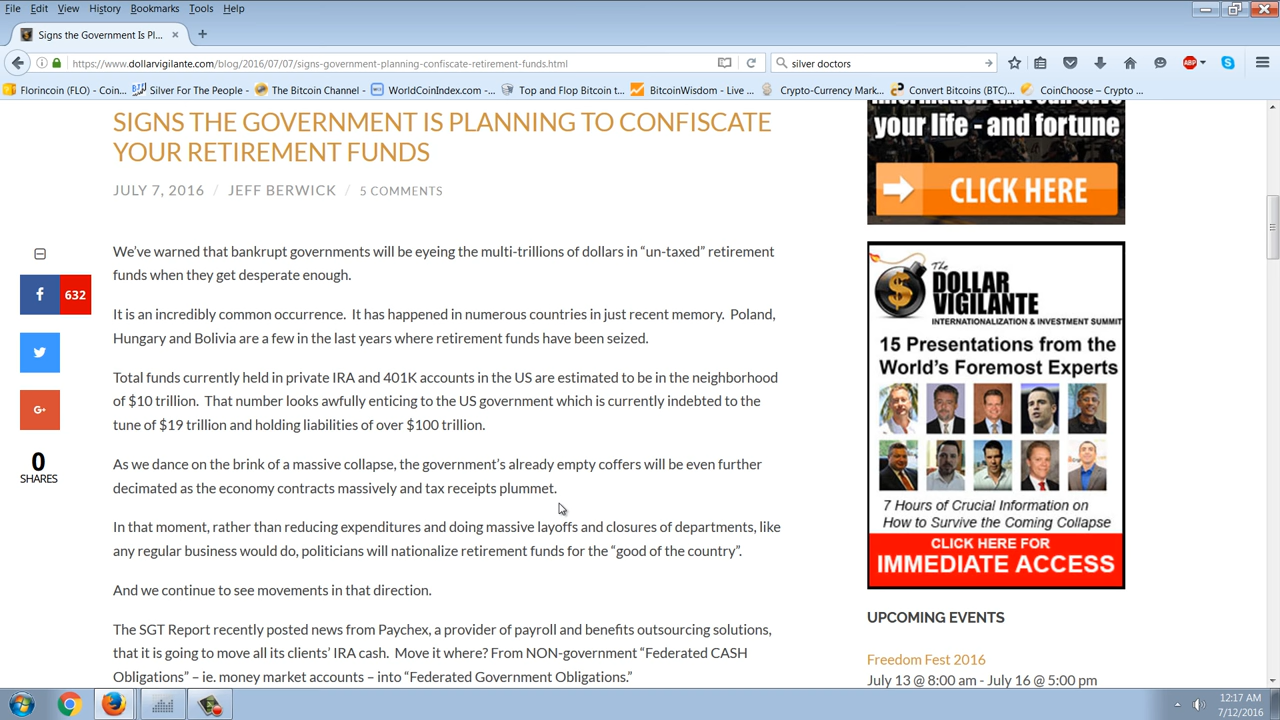 File Edit View History Bookmarks Tools Help
Signs the Government Is Pl... × +
https://www.dollarvigilante.com/blog/2016/07/07/signs-government-planning-confiscate-retirement-funds.html
silver doctors
ABP
Florincoin (FLO) - Coin...
Silver For The People -
The Bitcoin Channel -
WorldCoinIndex.com -
Top and Flop Bitcoin t...
BitcoinWisdom - Live ...
Crypto-Currency Mark...
Convert Bitcoins (BTC)...
CoinChoose – Crypto ...
SIGNS THE GOVERNMENT IS PLANNING TO CONFISCATE
YOUR RETIREMENT FUNDS
JULY 7, 2016 / JEFF BERWICK / 5 COMMENTS
We've warned that bankrupt governments will be eyeing the multi-trillions of dollars in “un-taxed” retirement
funds when they get desperate enough.
It is an incredibly common occurrence. It has happened in numerous countries in just recent memory. Poland,
Hungary and Bolivia are a few in the last years where retirement funds have been seized.
Total funds currently held in private IRA and 401K accounts in the US are estimated to be in the neighborhood
of $10 trillion. That number looks awfully enticing to the US government which is currently indebted to the
tune of $19 trillion and holding liabilities of over $100 trillion.
As we dance on the brink of a massive collapse, the government's already empty coffers will be even further
decimated as the economy contracts massively and tax receipts plummet.
In that moment, rather than reducing expenditures and doing massive layoffs and closures of departments, like
any regular business would do, politicians will nationalize retirement funds for the “good of the country”.
And we continue to see movements in that direction.
The SGT Report recently posted news from Paychex, a provider of payroll and benefits outsourcing solutions,
that it is going to move all its clients' IRA cash. Move it where? From NON-government “Federated CASH
Obligations” – ie. money market accounts – into “Federated Government Obligations.”
f 632
G+
0
SHARES
your life - and fortune
CLICK HERE
The
DOLLAR
VIGILANTE
INTERNATIONALIZATION & INVESTMENT SUMMIT
15 Presentations from the
World's Foremost Experts
7 Hours of Crucial Information on
How to Survive the Coming Collapse
CLICK HERE FOR
IMMEDIATE ACCESS
UPCOMING EVENTS
Freedom Fest 2016
July 13 @ 8:00 am - July 16 @ 5:00 pm
12:17 AM
7/12/2016